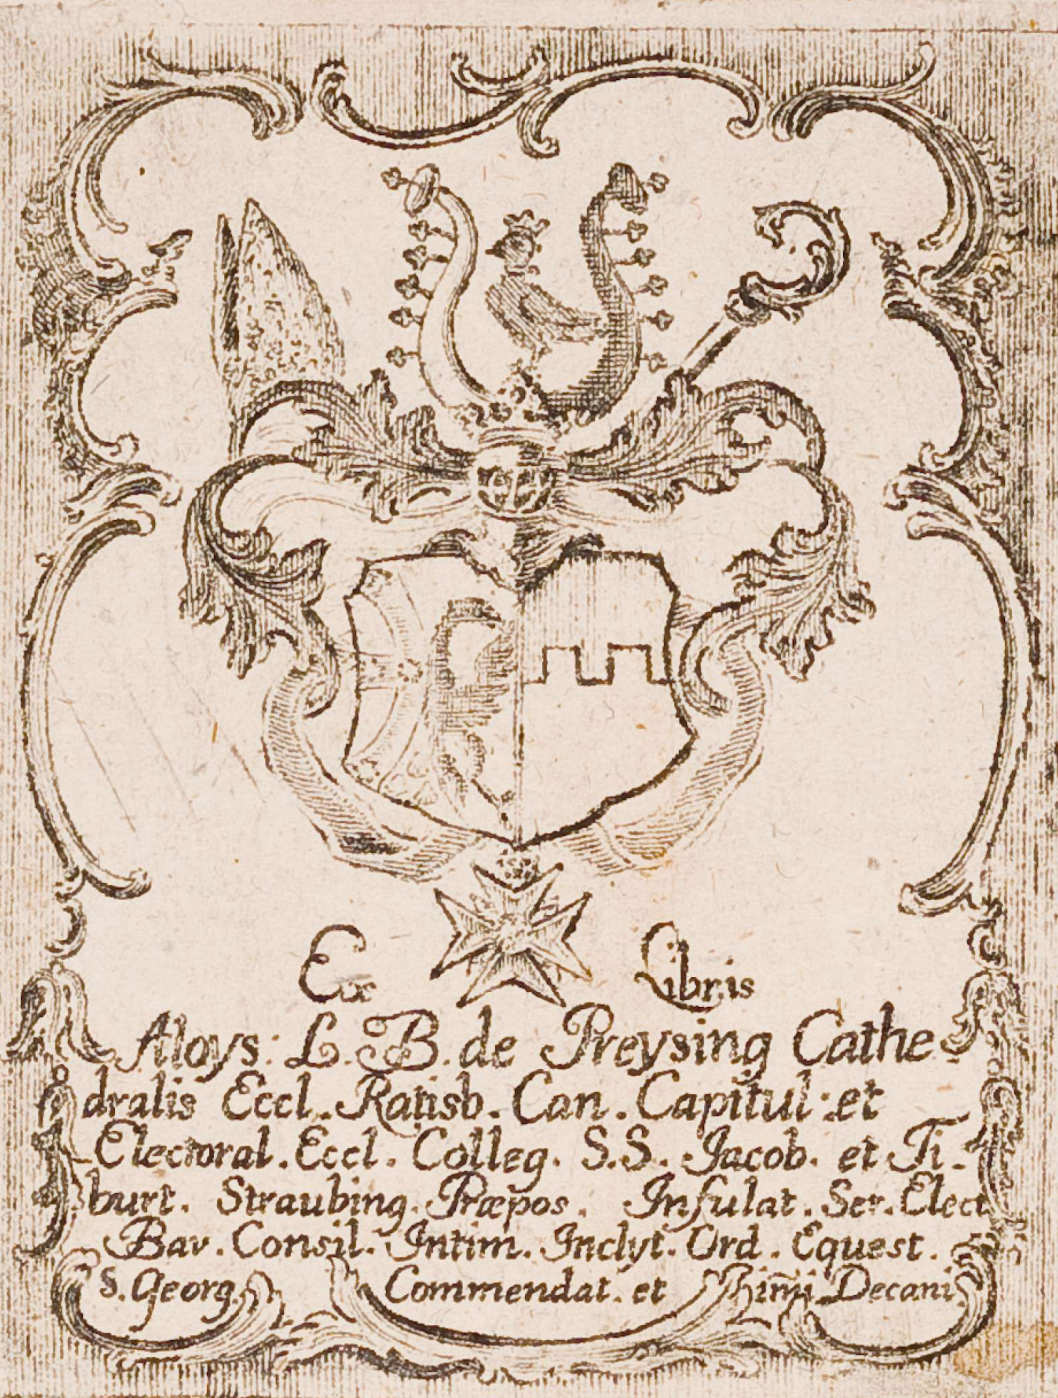 Ex Libris
Aloys: L. B. de Preysing Cathe-
dralis Eccl. Ratisb. Can. Capitul: et
Electoral. Eccl. Colleg. S.S. Jacob. et Ti-
burt. Straubing. Præpos. Infulat. Ser. Elect
Bav. Consil. Intim. Inclyt. Ord. Equest.
S. Georg. Commendat. et Decanis